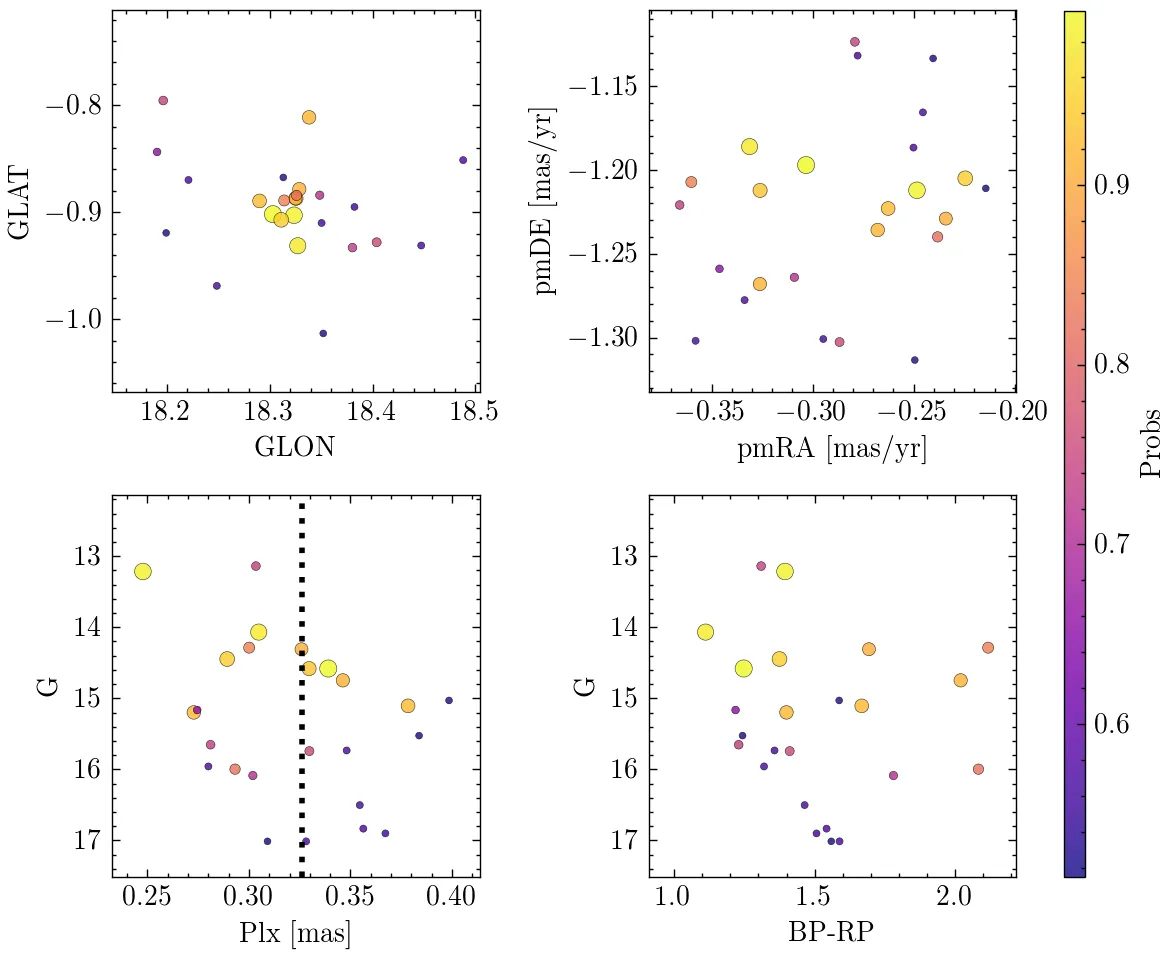 −0.8
−0.9
−1.0
GLAT
18.2 18.3 18.4 18.5
GLON
−1.15
−1.20
−1.25
−1.30
pmDE [mas/yr]
−0.35 −0.30 −0.25 −0.20
pmRA [mas/yr]
13
14
15
16
17
G
0.25 0.30 0.35 0.40
Plx [mas]
13
14
15
16
17
G
1.0 1.5 2.0
BP-RP
0.9
0.8
0.7
0.6
Probs